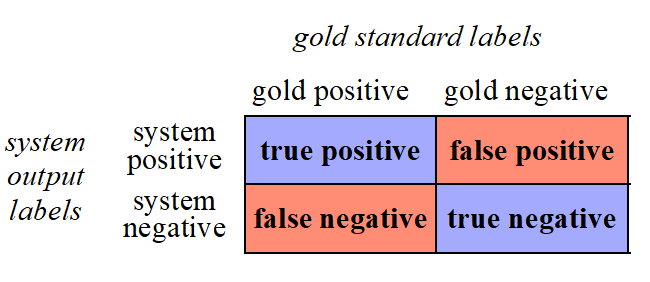 gold standard labels
gold positive gold negative
system output labels
system positive true positive false positive
system negative false negative true negative